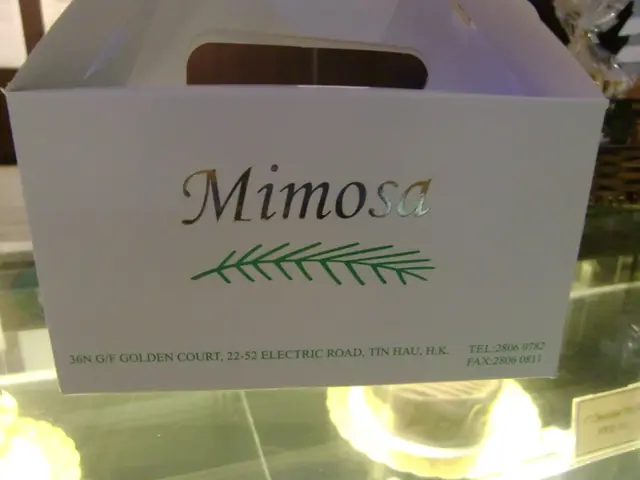 Mimosa
36N G/F GOLDEN COURT, 22-52 ELECTRIC ROAD, TIN HAU, H.K.
TEL:2806 0782
FAX:2806 0811